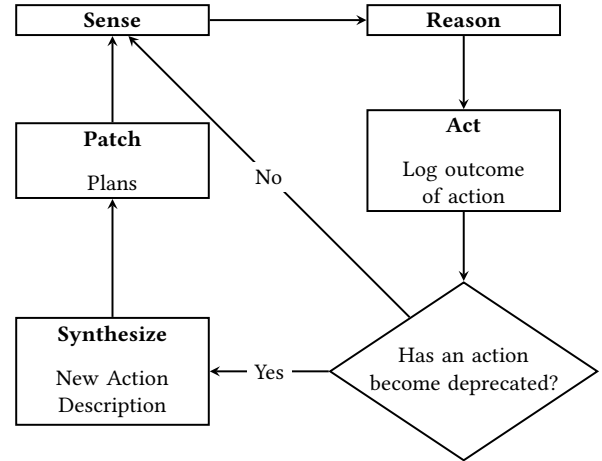 Sense
Reason
Act
Log outcome
of action
Patch
Plans
No
Synthesize
New Action
Description
Yes
Has an action
become deprecated?